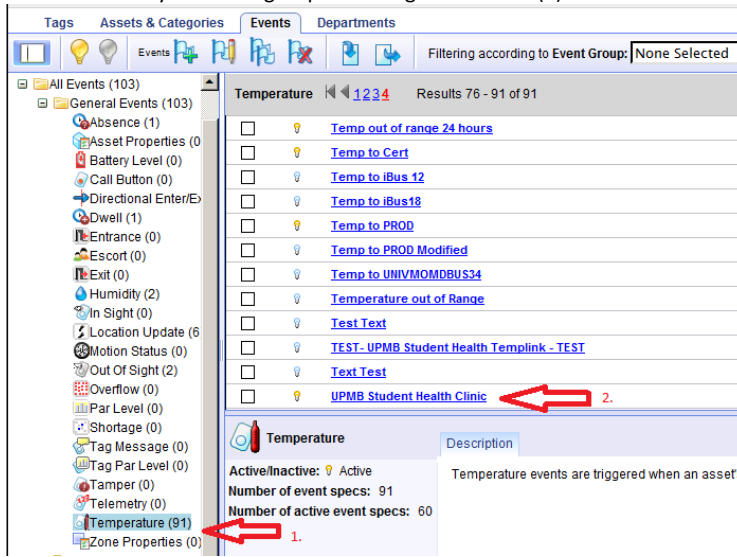 Tags Assets & Categories Events Departments
Events Filtering according to Event Group: None Selected
All Events (103)
General Events (103)
Absence (1)
Asset Properties (0
Battery Level (0)
Call Button (0)
Directional Enter/Ex
Dwell (1)
Entrance (0)
Escort (0)
Exit (0)
Humidity (2)
In Sight (0)
Location Update (6
Motion Status (0)
Out Of Sight (2)
Overflow (0)
Par Level (0)
Shortage (0)
Tag Message (0)
Tag Par Level (0)
Tamper (0)
Telemetry (0)
Temperature (91)
Zone Properties (0)
1.
Temperature 1 2 3 4 Results 76 - 91 of 91
Temp out of range 24 hours
Temp to Cert
Temp to iBus 12
Temp to iBus18
Temp to PROD
Temp to PROD Modified
Temp to UNIVMOMDBUS34
Temperature out of Range
Test Text
TEST- UPMB Student Health Templink - TEST
Text Test
UPMB Student Health Clinic
2.
Temperature
Active/Inactive: Active
Number of event specs: 91
Number of active event specs: 60
Description
Temperature events are triggered when an asset'